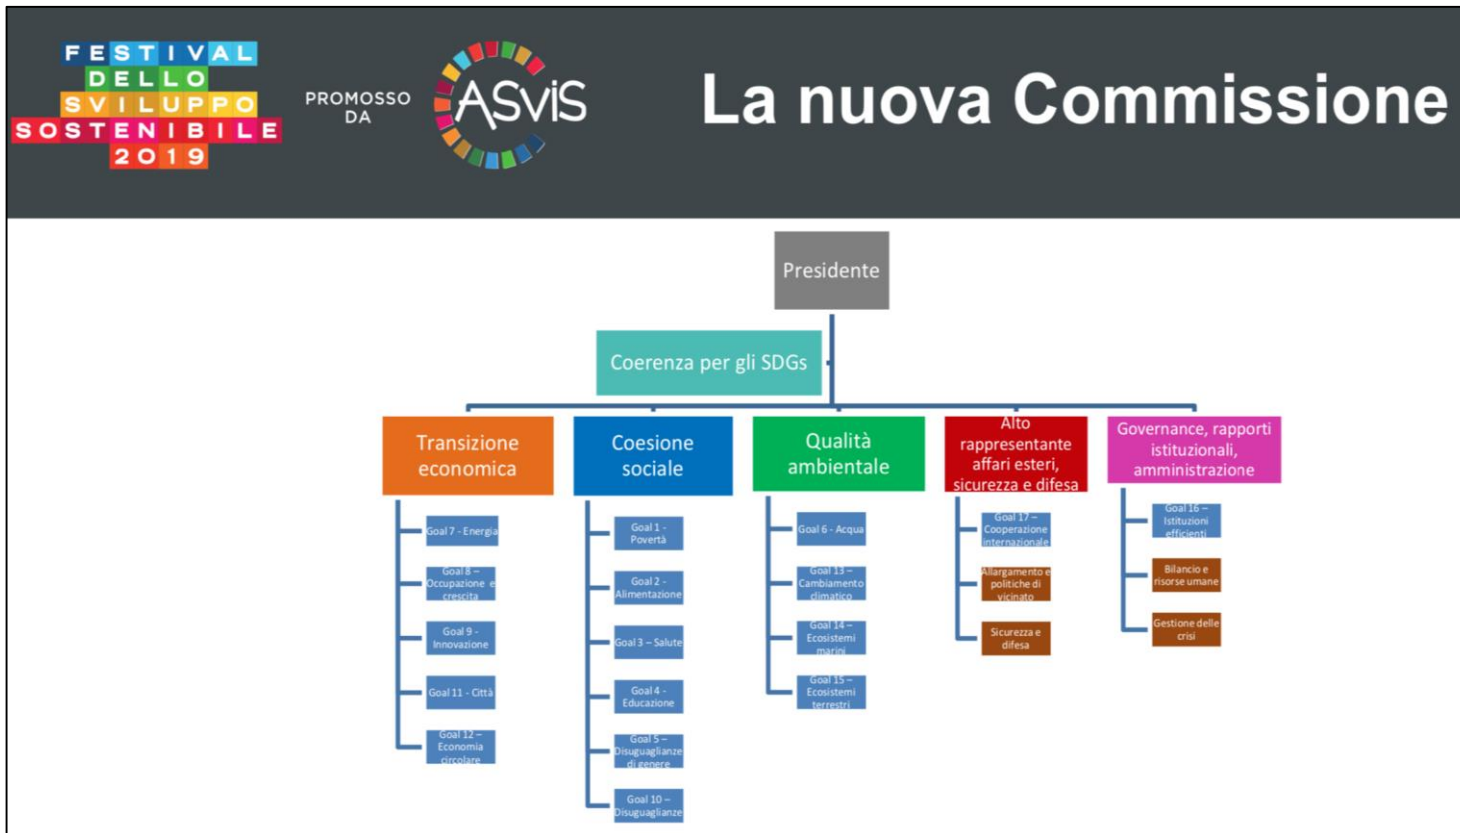 FESTIVAL
DELLO
SVILUPPO
SOSTENIBILE
2019
PROMOSSO
DA
ASviS
La nuova Commissione
Presidente
Coerenza per gli SDGs
Transizione
economica
Goal 7 - Energia
Goal 8 –
Occupazione e
crescita
Goal 9 -
Innovazione
Goal 11 - Città
Goal 12 –
Economia
circolare
Coesione
sociale
Goal 1 -
Povertà
Goal 2 -
Alimentazione
Goal 3 – Salute
Goal 4 -
Educazione
Goal 5 –
Disuguaglianze
di genere
Goal 10 –
Disuguaglianze
Qualità
ambientale
Goal 6 - Acqua
Goal 13 –
Cambiamento
climatico
Goal 14 –
Ecosistemi
marini
Goal 15 –
Ecosistemi
terrestri
Alto
rappresentante
affari esteri,
sicurezza e difesa
Goal 17 –
Cooperazione
internazionale
Allargamento e
politiche di
vicinato
Sicurezza e
difesa
Governance, rapporti
istituzionali,
amministrazione
Goal 16 –
Istituzioni
efficienti
Bilancio e
risorse umane
Gestione delle
crisi